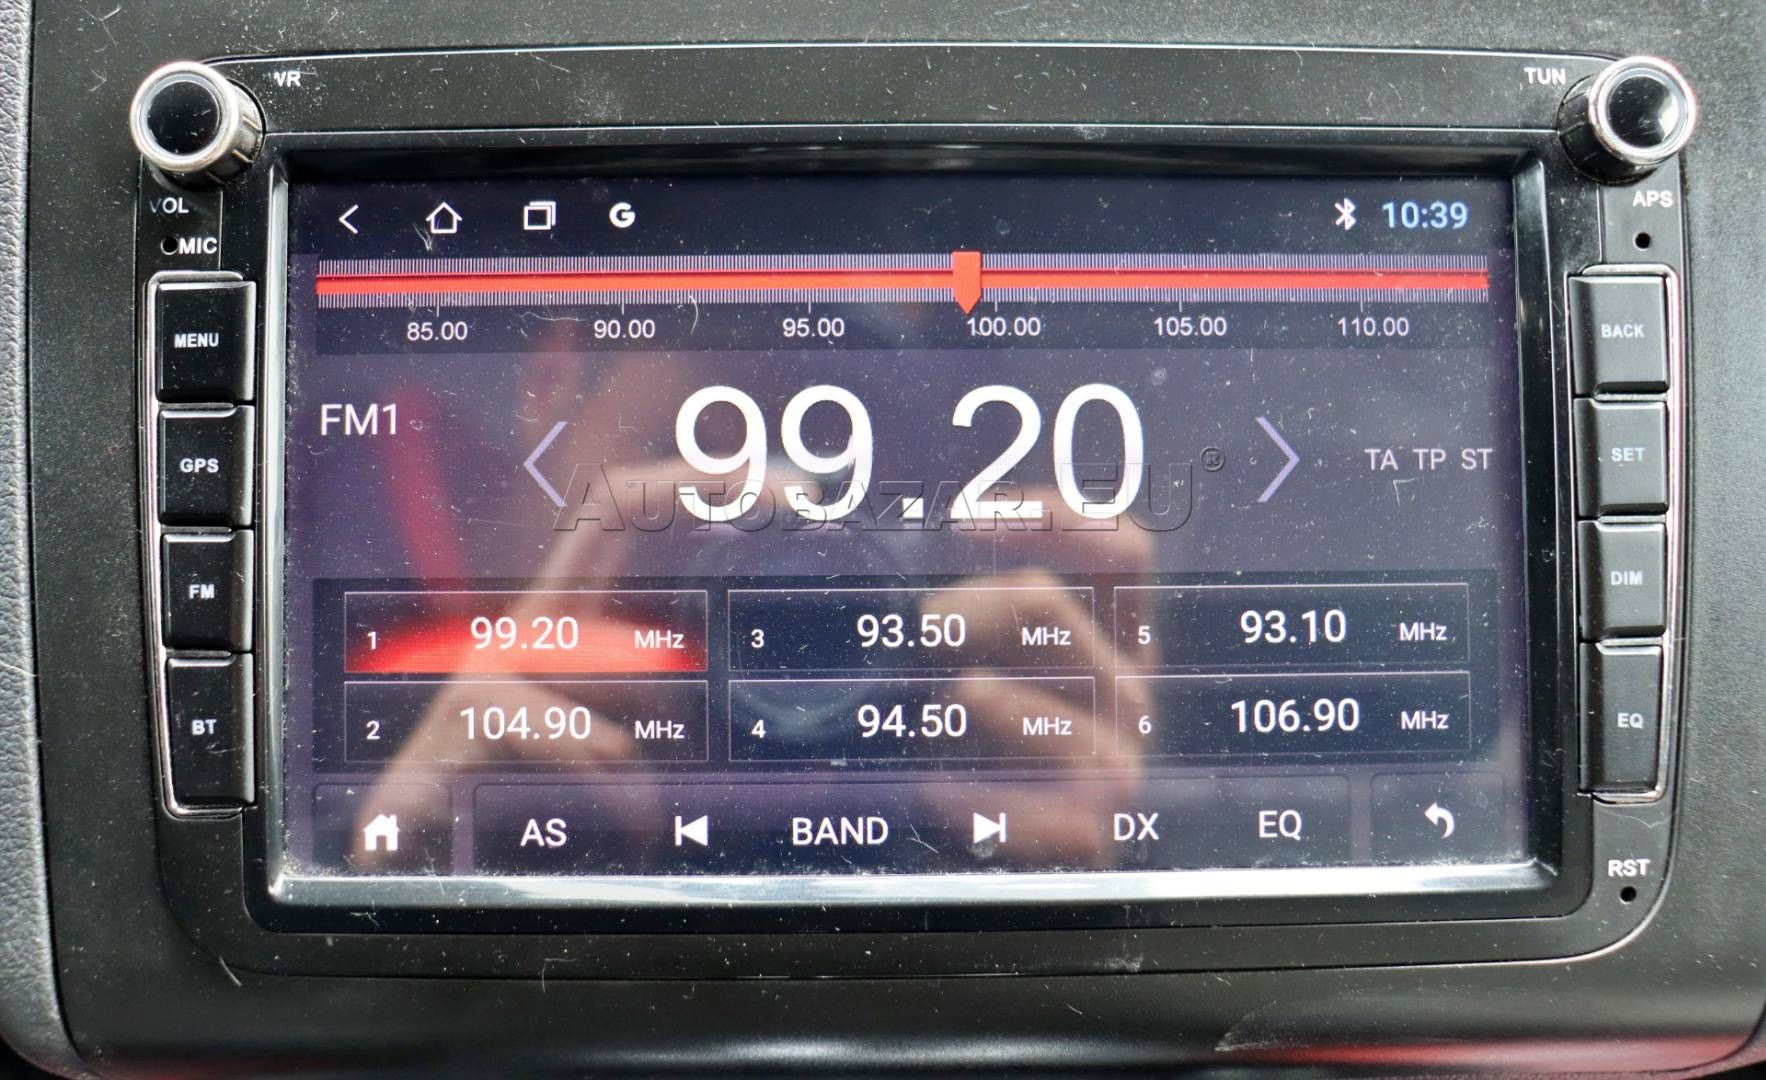 VR
TUN
VOL
MIC
APS
G
10:39
85.00 90.00 95.00 100.00 105.00 110.00
MENU
BACK
FM1
99.20
TA TP ST
GPS
SET
AUTOBAZAR.EU®
FM
DIM
1 99.20 MHz
3 93.50 MHz
5 93.10 MHz
2 104.90 MHz
4 94.50 MHz
6 106.90 MHz
BT
EQ
AS
BAND
DX
EQ
RST